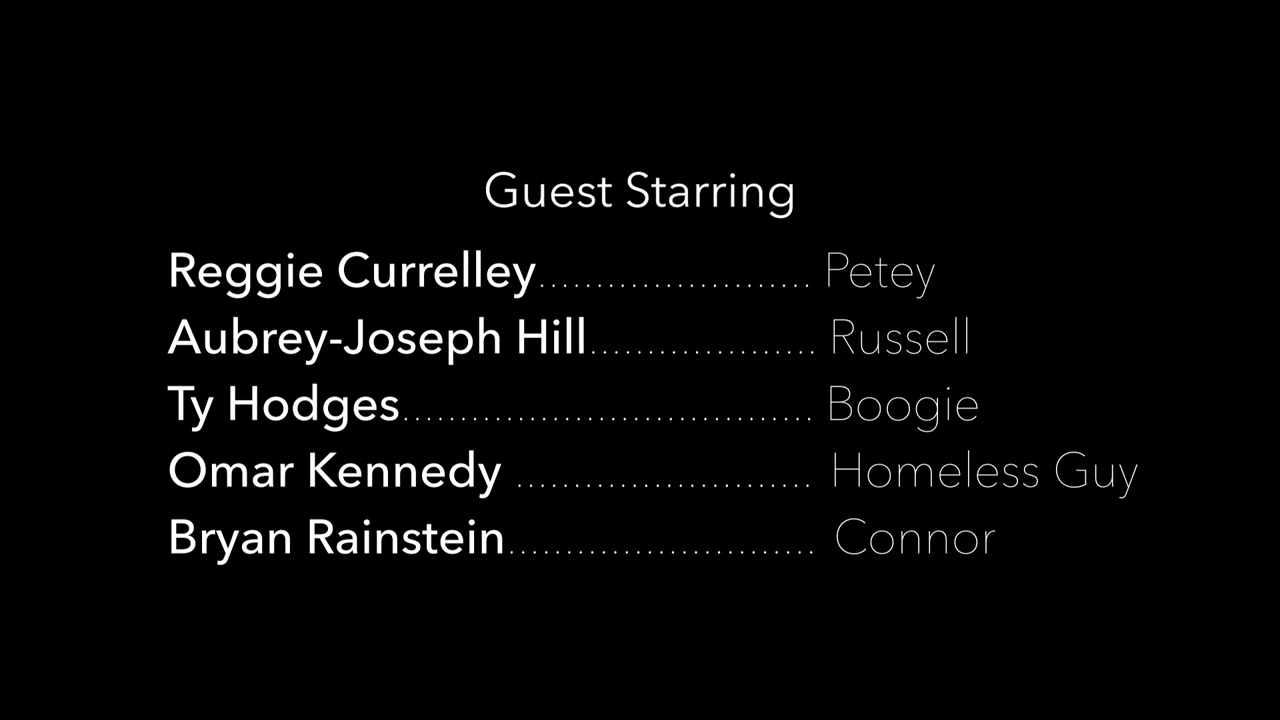 Guest Starring
Reggie Currelley........................ Petey
Aubrey-Joseph Hill.................... Russell
Ty Hodges.................................... Boogie
Omar Kennedy .......................... Homeless Guy
Bryan Rainstein........................... Connor